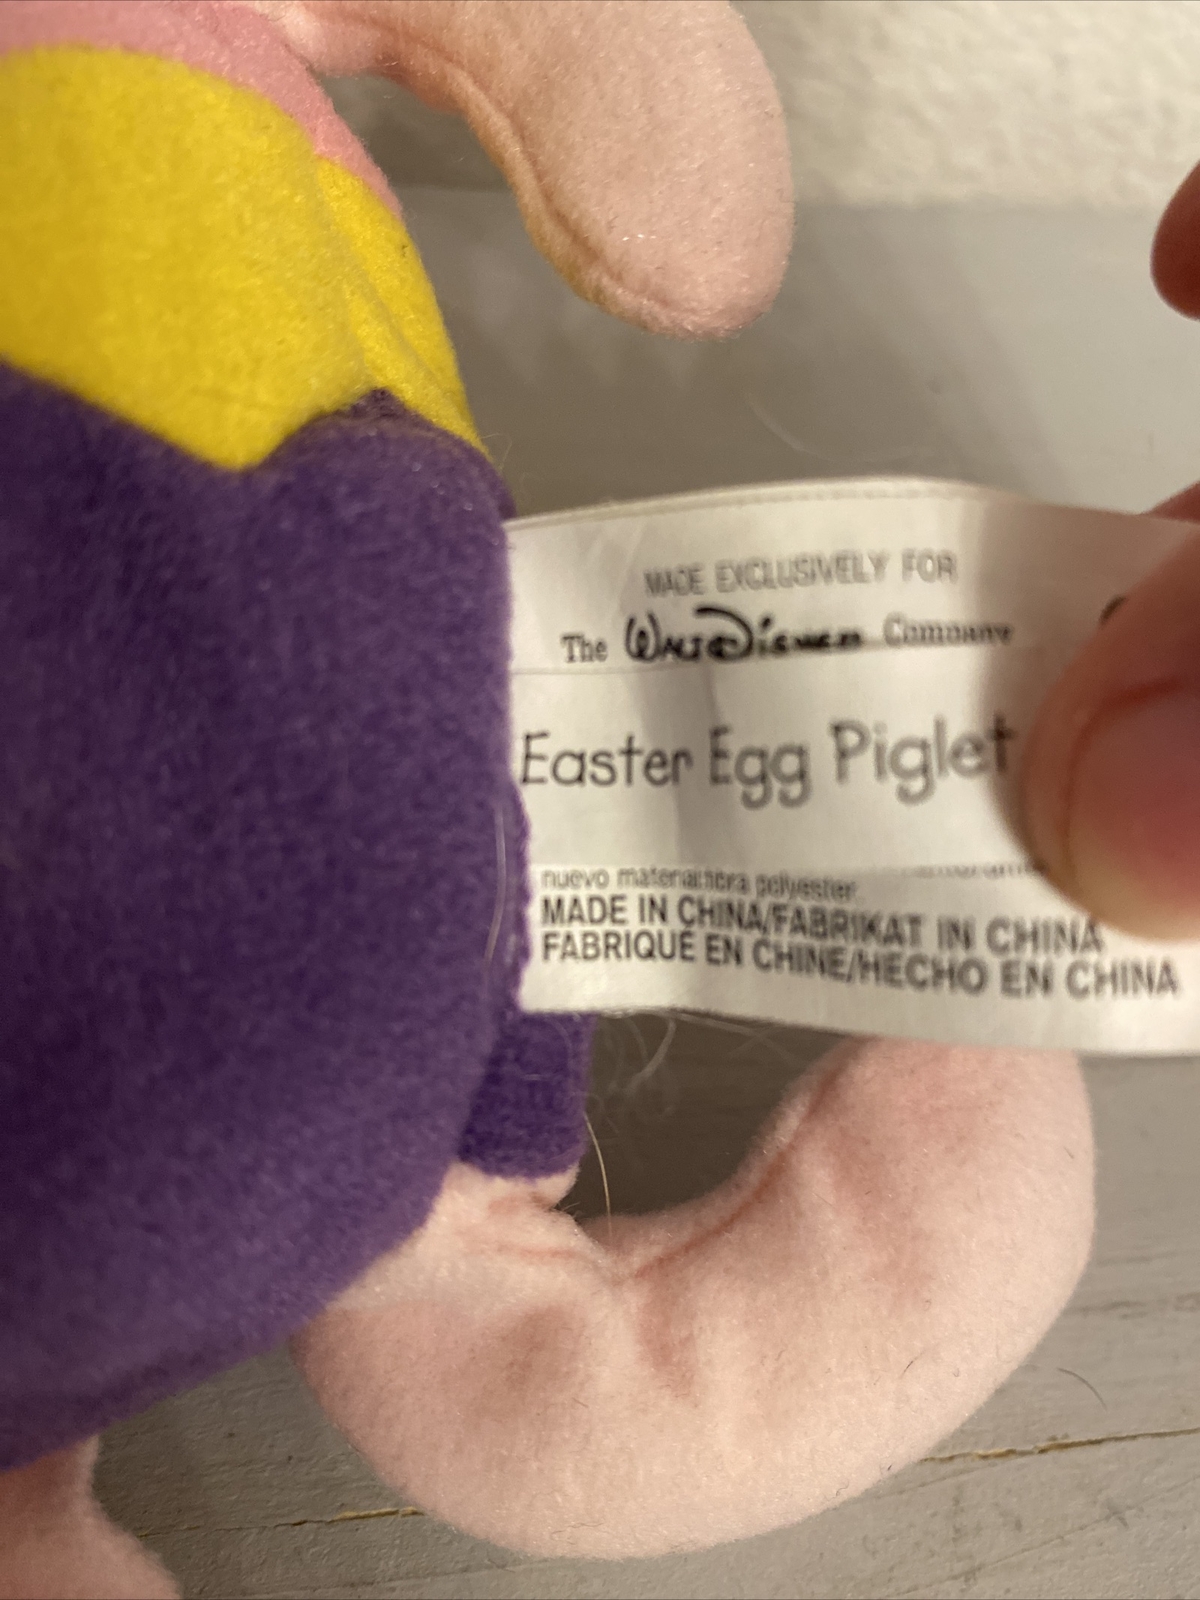 MADE EXCLUSIVELY FOR
The Walt Disney Company
Easter Egg Piglet
polyester
MADE IN CHINA/FABRIKAT IN CHINA
FABRIQUÉ EN CHINE/HECHO EN CHINA